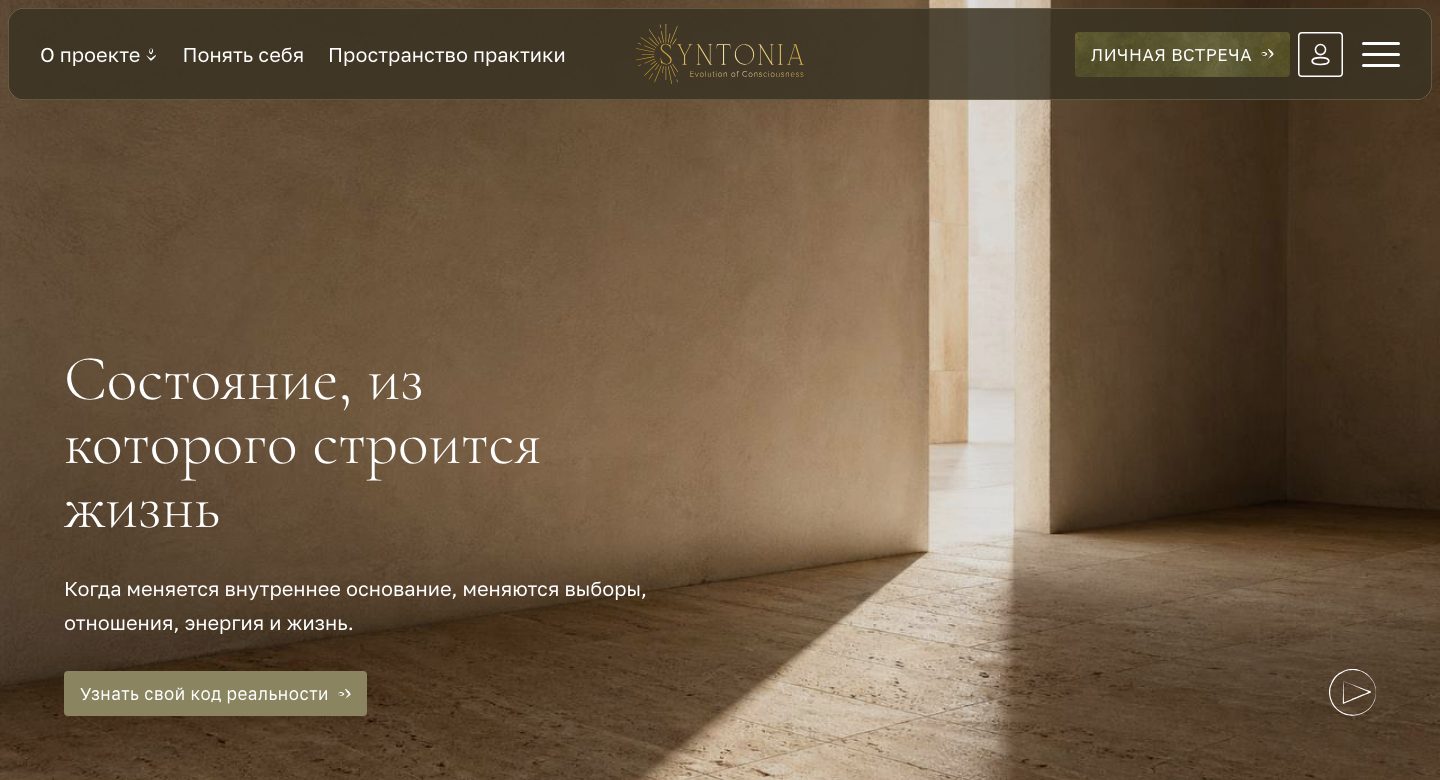 О проекте
Понять себя
Пространство практики
SYNTONIA
Evolution of Consciousness
ЛИЧНАЯ ВСТРЕЧА
Состояние, из
которого строится
жизнь
Когда меняется внутреннее основание, меняются выборы,
отношения, энергия и жизнь.
Узнать свой код реальности